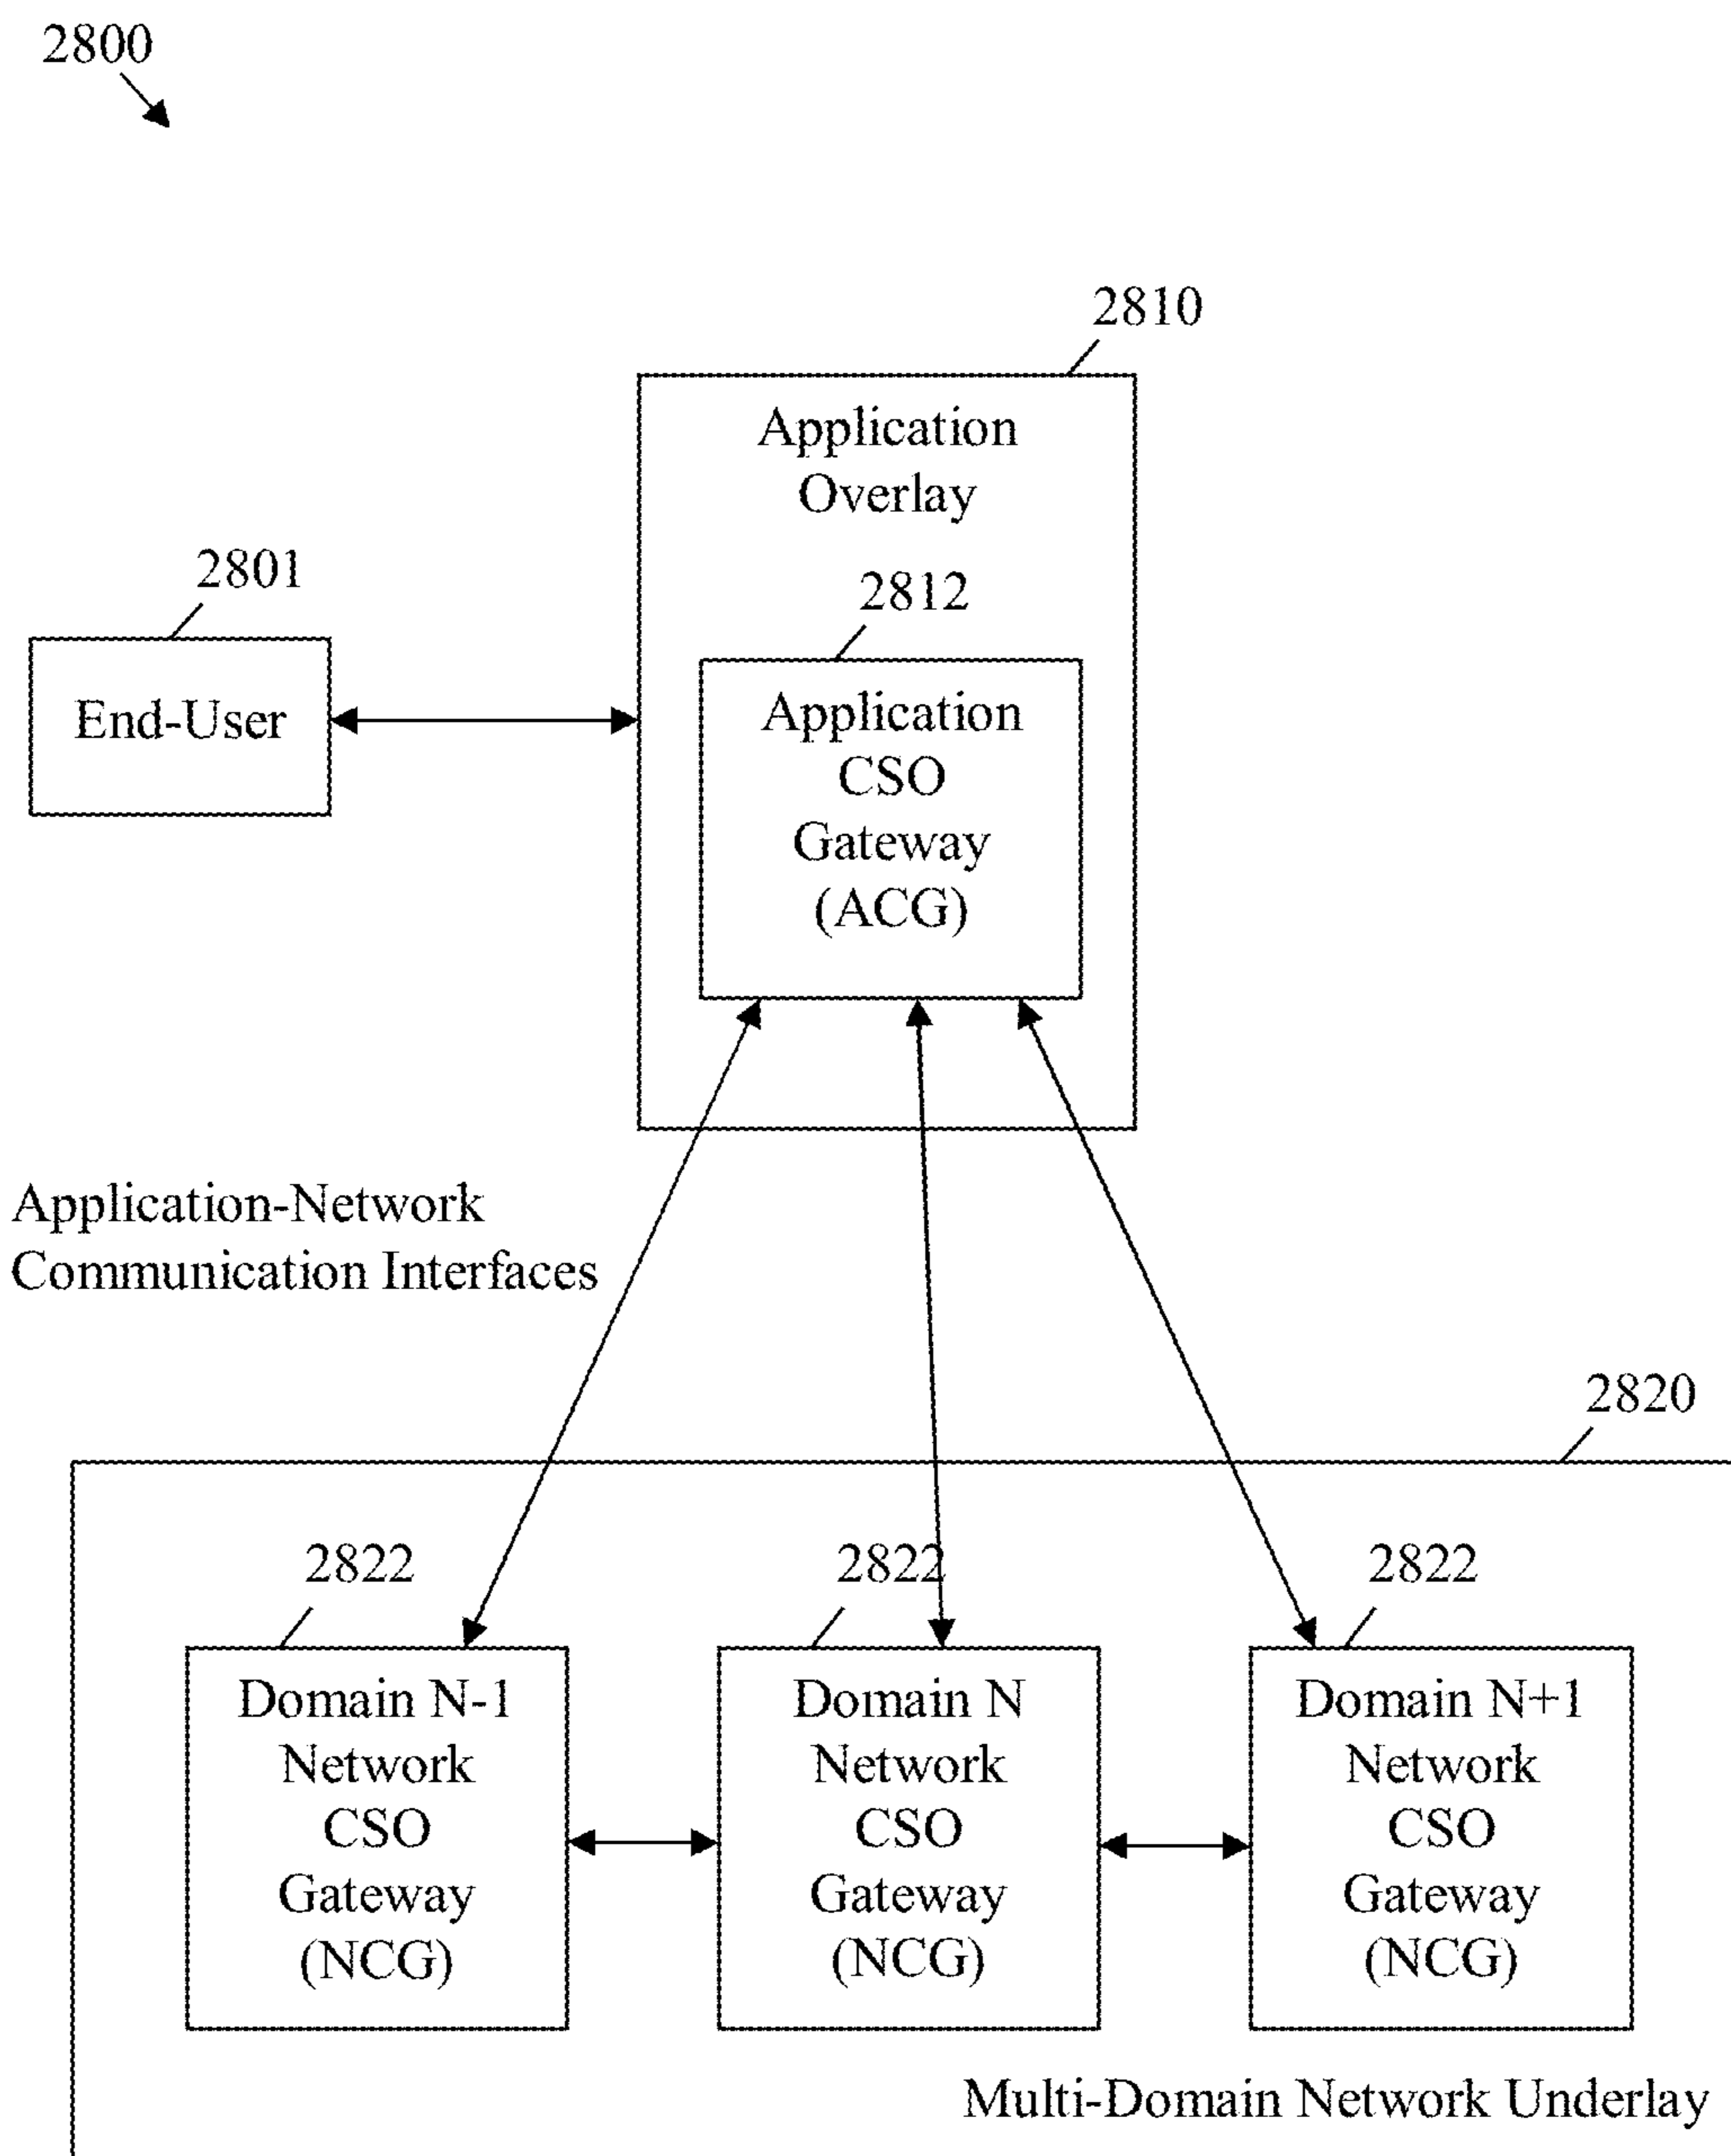 2800
2810
Application
Overlay
2801
2812
End-User
Application
CSO
Gateway
(ACG)
Application-Network
Communication Interfaces
2820
2822
2822
2822
Domain N-1
Network
CSO
Gateway
(NCG)
Domain N
Network
CSO
Gateway
(NCG)
Domain N+1
Network
CSO
Gateway
(NCG)
Multi-Domain Network Underlay